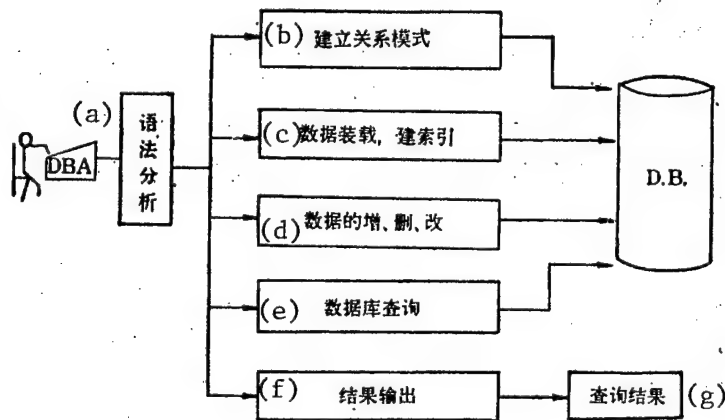 (b) 建立关系模式
(a)
语法分析
DBA
(c) 数据装载，建索引
D.B.
(d) 数据的增、删、改
(e) 数据库查询
(f) 结果输出
查询结果 (g)